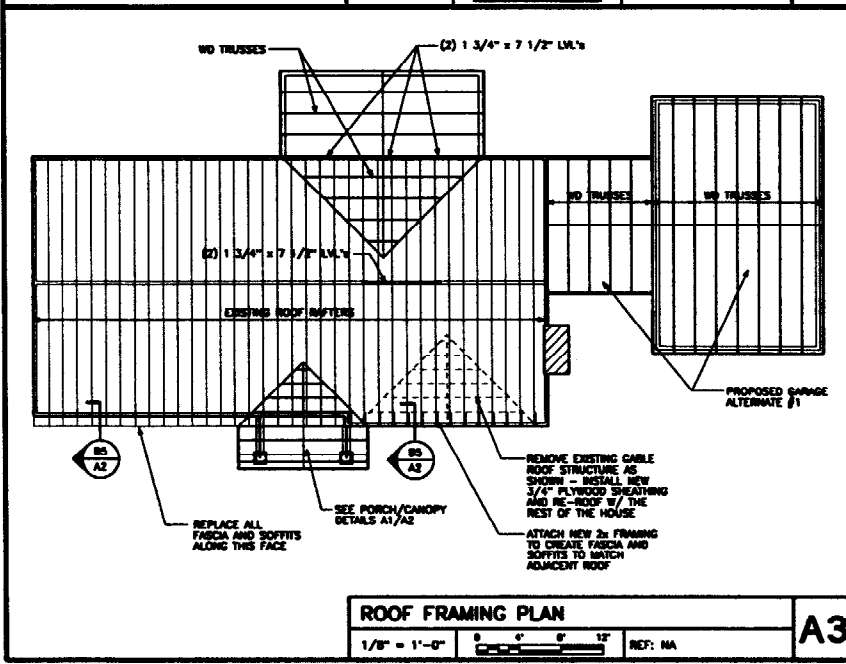 WD TRUSSES
(2) 1 3/4" x 7 1/2" LVL's
WD TRUSSES
WD TRUSSES
(2) 1 3/4" x 7 1/2" LVL's
EXISTING ROOF RAFTERS
PROPOSED GARAGE
ALTERNATE #1
B5
A2
B5
A2
REMOVE EXISTING GABLE
ROOF STRUCTURE AS
SHOWN - INSTALL NEW
3/4" PLYWOOD SHEATHING
AND RE-ROOF W/ THE
REST OF THE HOUSE
SEE PORCH/CANOPY
DETAILS A1/A2
REPLACE ALL
FASCIA AND SOFFITS
ALONG THIS FACE
ATTACH NEW 2x FRAMING
TO CREATE FASCIA AND
SOFFITS TO MATCH
ADJACENT ROOF
ROOF FRAMING PLAN
A3
1/8" = 1'-0"
0 4' 8' 12'
REF: NA